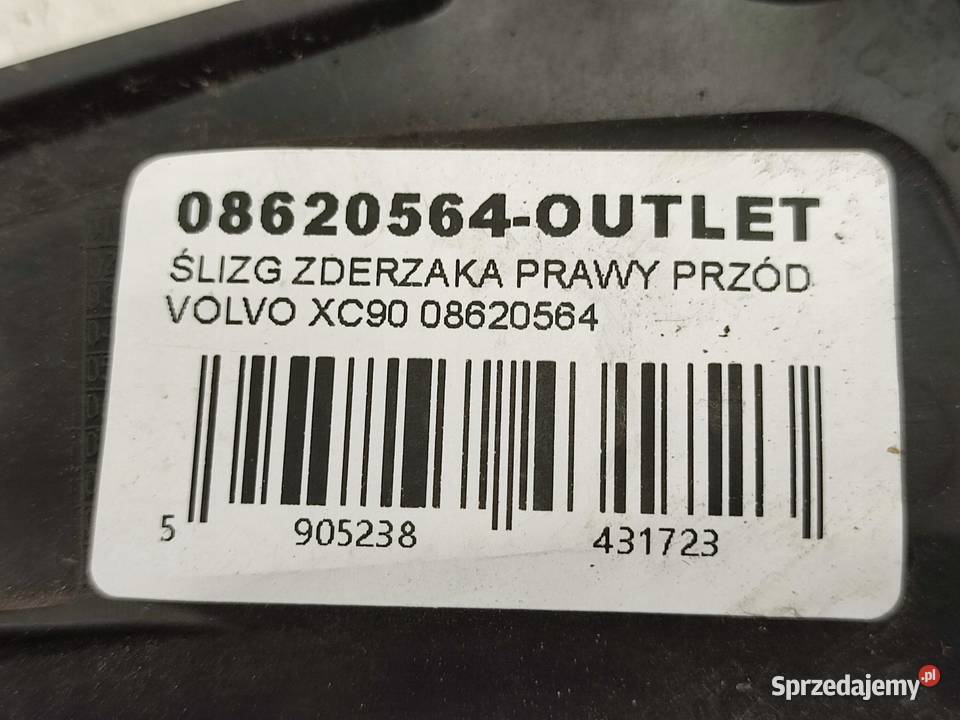 08620564-OUTLET
ŚLIZG ZDERZAKA PRAWY PRZÓD
VOLVO XC90 08620564
5 905238 431723
Sprzedajemy.pl